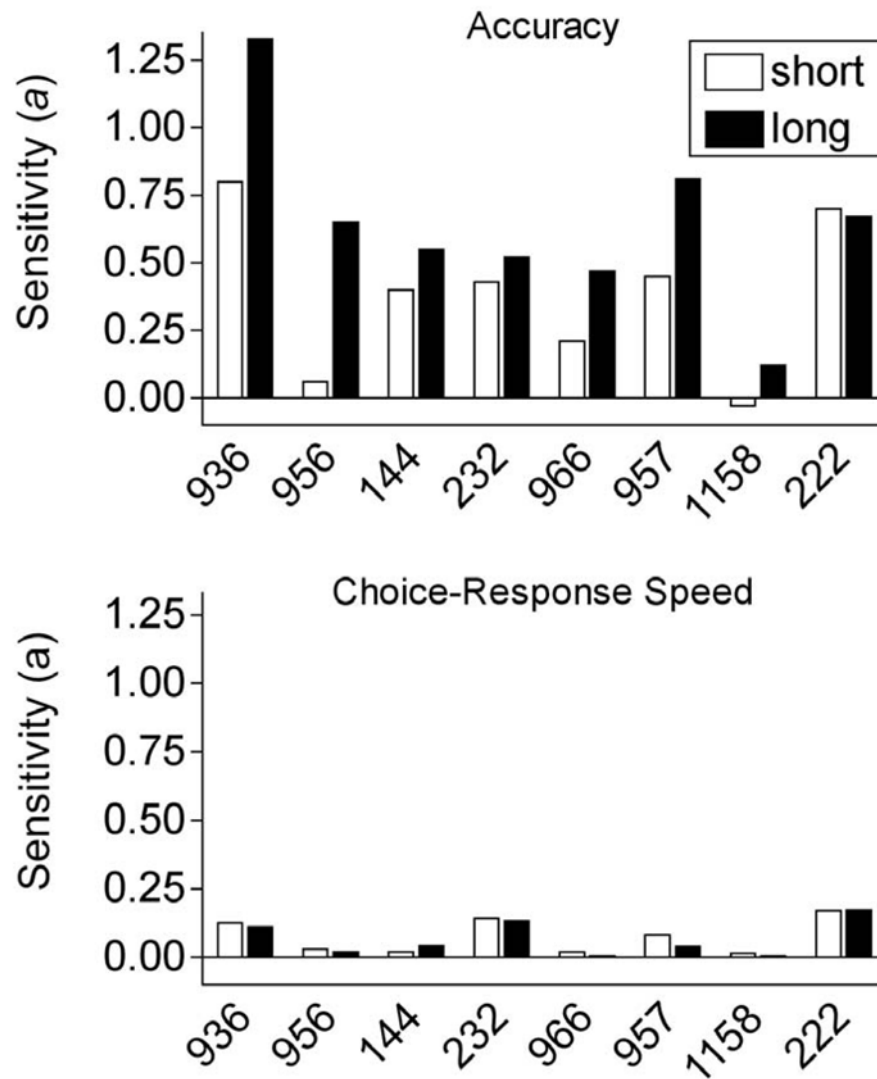 Accuracy
Sensitivity (a)
1.25
1.00
0.75
0.50
0.25
0.00
short
long
936 956 144 232 966 957 1158 222
Choice-Response Speed
Sensitivity (a)
1.25
1.00
0.75
0.50
0.25
0.00
936 956 144 232 966 957 1158 222